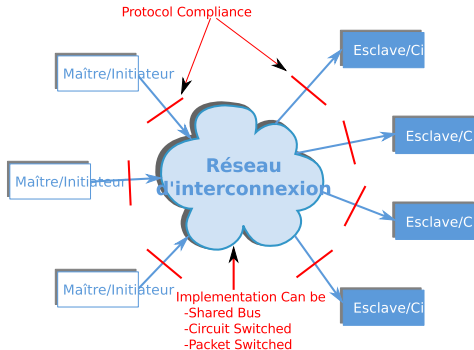 Protocol Compliance
Esclave/Ci
Maître/Initiateur
Esclave/C
Réseau
d'interconnexion
Maître/Initiateur
Esclave/C
Maître/Initiateur
Implementation Can be
-Shared Bus
-Circuit Switched
-Packet Switched
Esclave/Ci